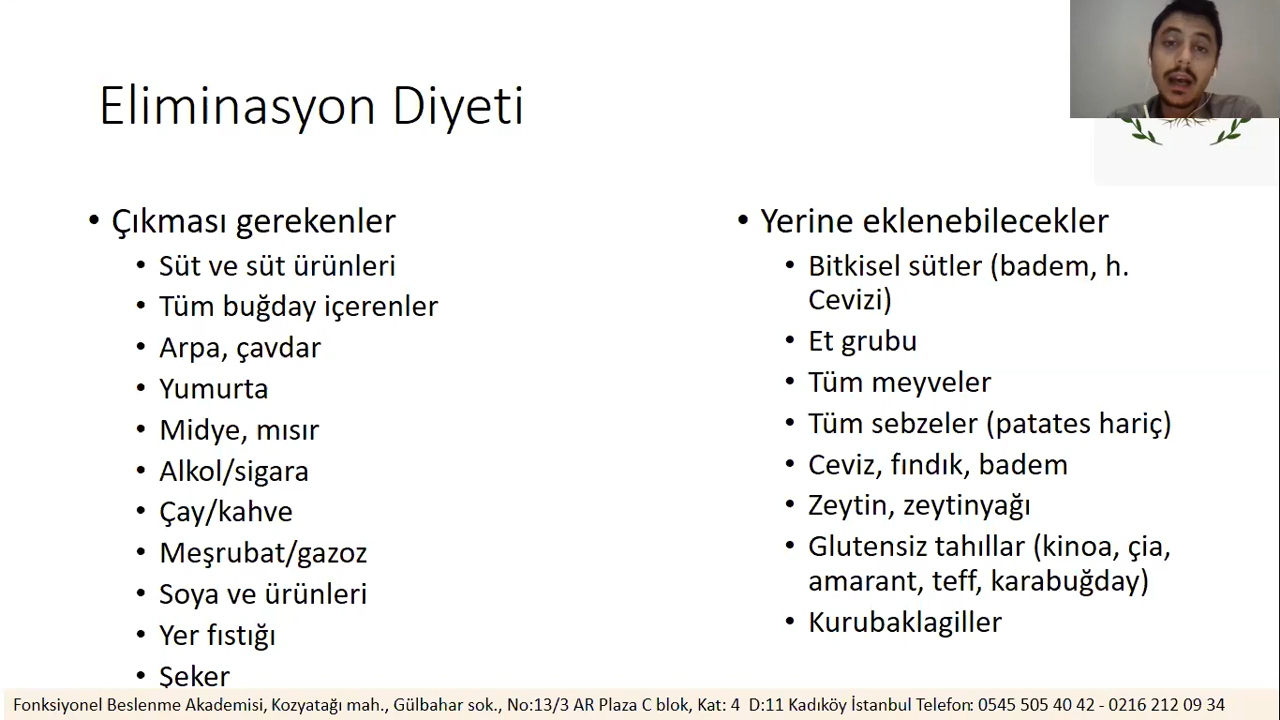 Eliminasyon Diyeti
• Çıkması gerekenler
• Süt ve süt ürünleri
• Tüm buğday içerenler
• Arpa, çavdar
• Yumurta
• Midye, mısır
• Alkol/sigara
• Çay/kahve
• Meşrubat/gazoz
• Soya ve ürünleri
• Yer fıstığı
• Şeker
• Yerine eklenebilecekler
• Bitkisel sütler (badem, h.
Cevizi)
• Et grubu
• Tüm meyveler
• Tüm sebzeler (patates hariç)
• Ceviz, fındık, badem
• Zeytin, zeytinyağı
• Glutensiz tahıllar (kinoa, çia,
amarant, teff, karabuğday)
• Kurubaklagiller
Fonksiyonel Beslenme Akademisi, Kozyatağı mah., Gülbahar sok., No:13/3 AR Plaza C blok, Kat: 4 D:11 Kadıköy İstanbul Telefon: 0545 505 40 42 - 0216 212 09 34